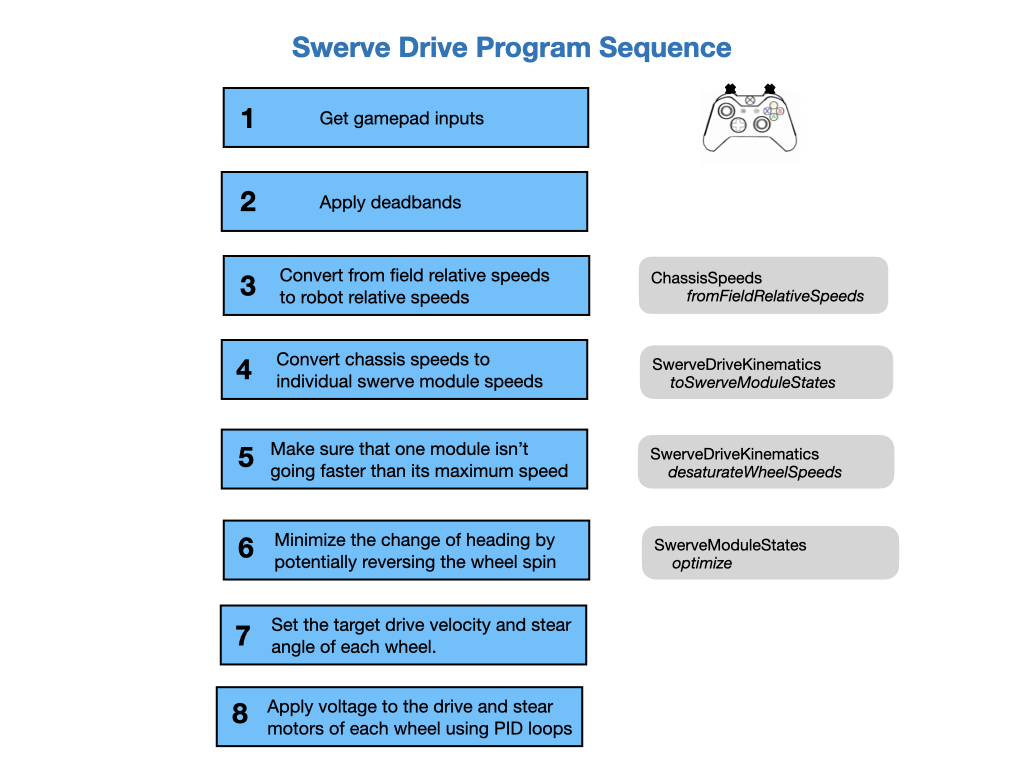 Swerve Drive Program Sequence
1 Get gamepad inputs
2 Apply deadbands
3 Convert from field relative speeds
to robot relative speeds
ChassisSpeeds
fromFieldRelativeSpeeds
4 Convert chassis speeds to
individual swerve module speeds
SwerveDriveKinematics
toSwerveModuleStates
5 Make sure that one module isn’t
going faster than its maximum speed
SwerveDriveKinematics
desaturateWheelSpeeds
6 Minimize the change of heading by
potentially reversing the wheel spin
SwerveModuleStates
optimize
7 Set the target drive velocity and stear
angle of each wheel.
8 Apply voltage to the drive and stear
motors of each wheel using PID loops